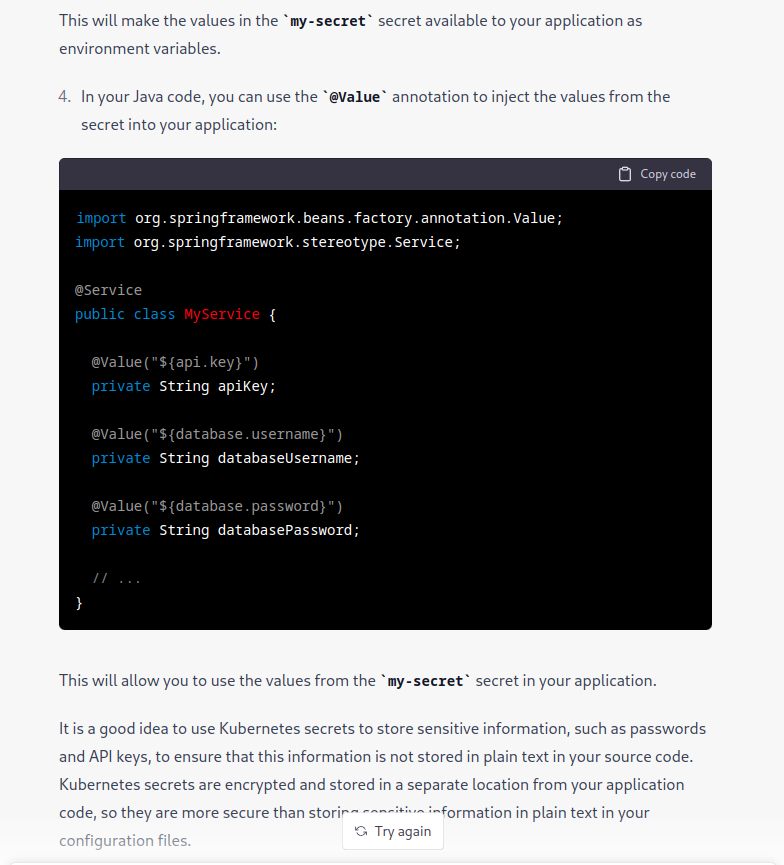 This will make the values in the `my-secret` secret available to your application as
environment variables.
4. In your Java code, you can use the `@Value` annotation to inject the values from the
secret into your application:
Copy code
import org.springframework.beans.factory.annotation.Value;
import org.springframework.stereotype.Service;
@Service
public class MyService {
@Value("${api.key}")
private String apiKey;
@Value("${database.username}")
private String databaseUsername;
@Value("${database.password}")
private String databasePassword;
// ...
}
This will allow you to use the values from the `my-secret` secret in your application.
It is a good idea to use Kubernetes secrets to store sensitive information, such as passwords
and API keys, to ensure that this information is not stored in plain text in your source code.
Kubernetes secrets are encrypted and stored in a separate location from your application
code, so they are more secure than storing sensitive information in plain text in your
configuration files.
Try again